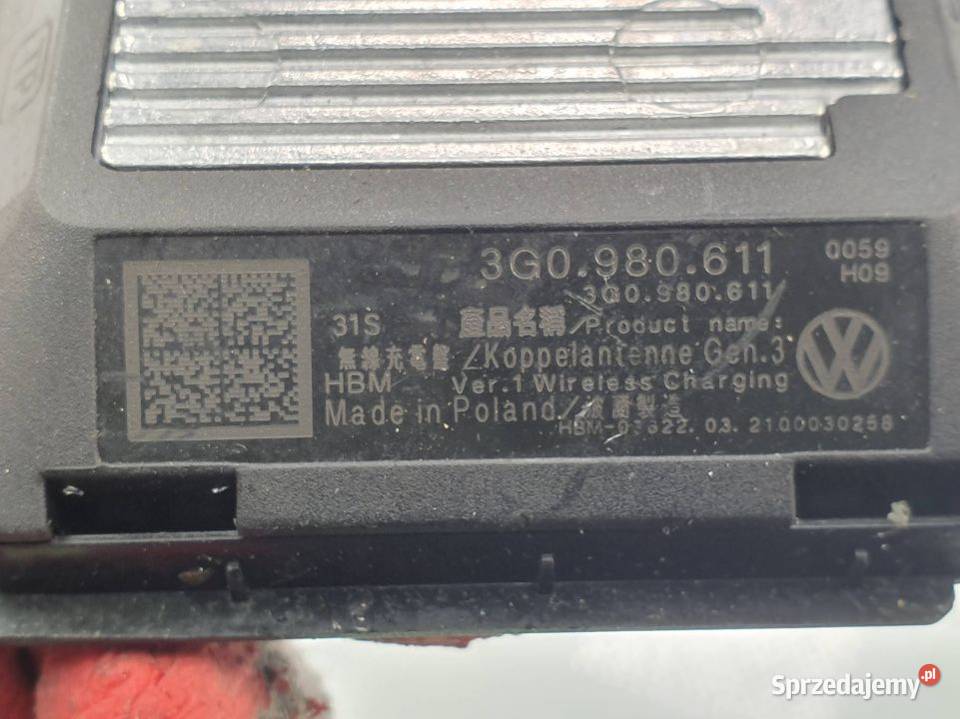 3G0.980.611
0059
H09
3G0.980.611
31S
產品名稱/Product name:
無線充電器/Koppelantenne Gen.3
HBM Ver.1 Wireless Charging
Made in Poland/波蘭製造
22.03.2100030258
Sprzedajemy.pl